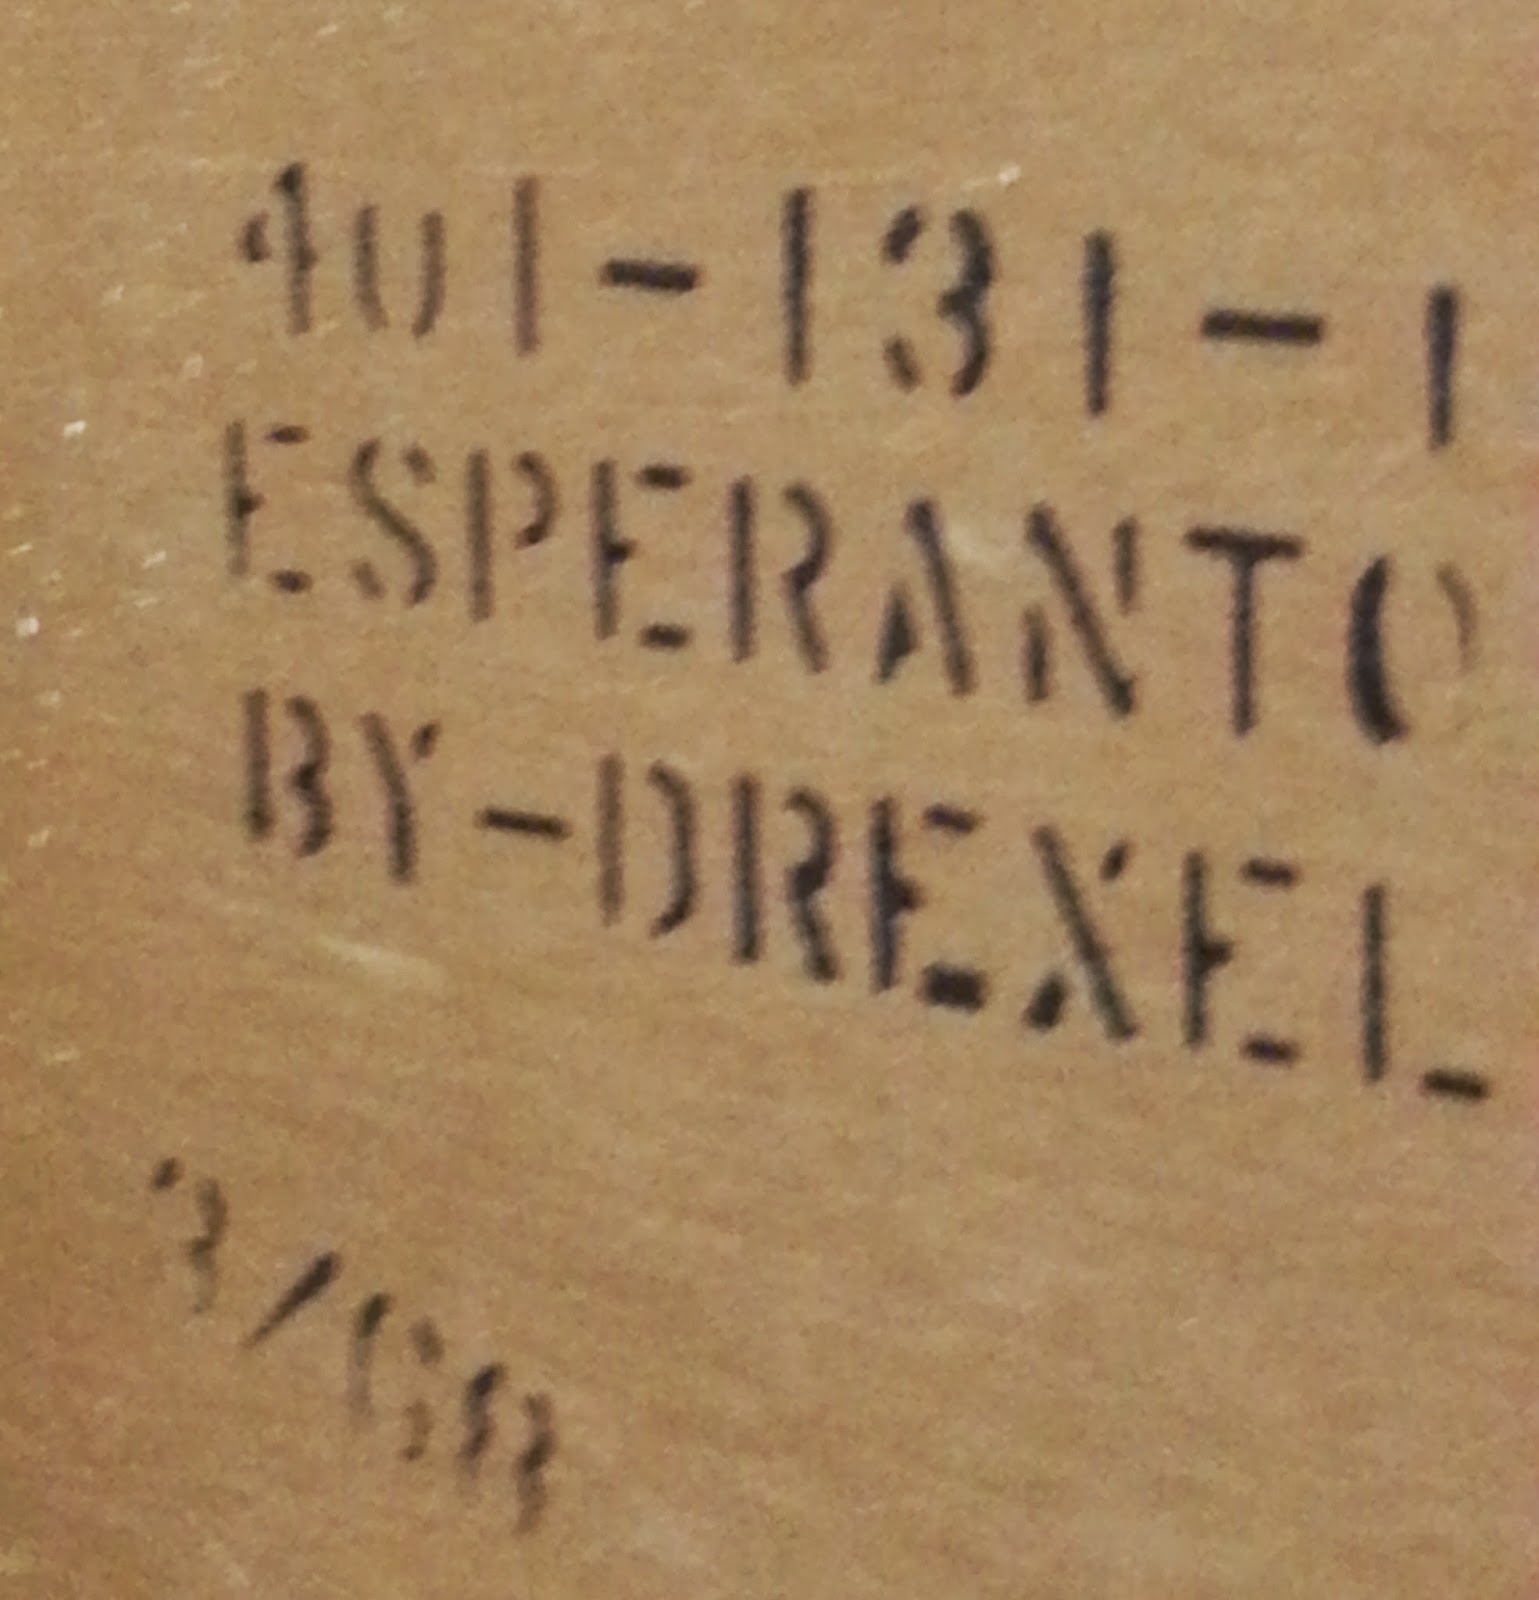 401-131-1
ESPERANTO
BY-DREXEL